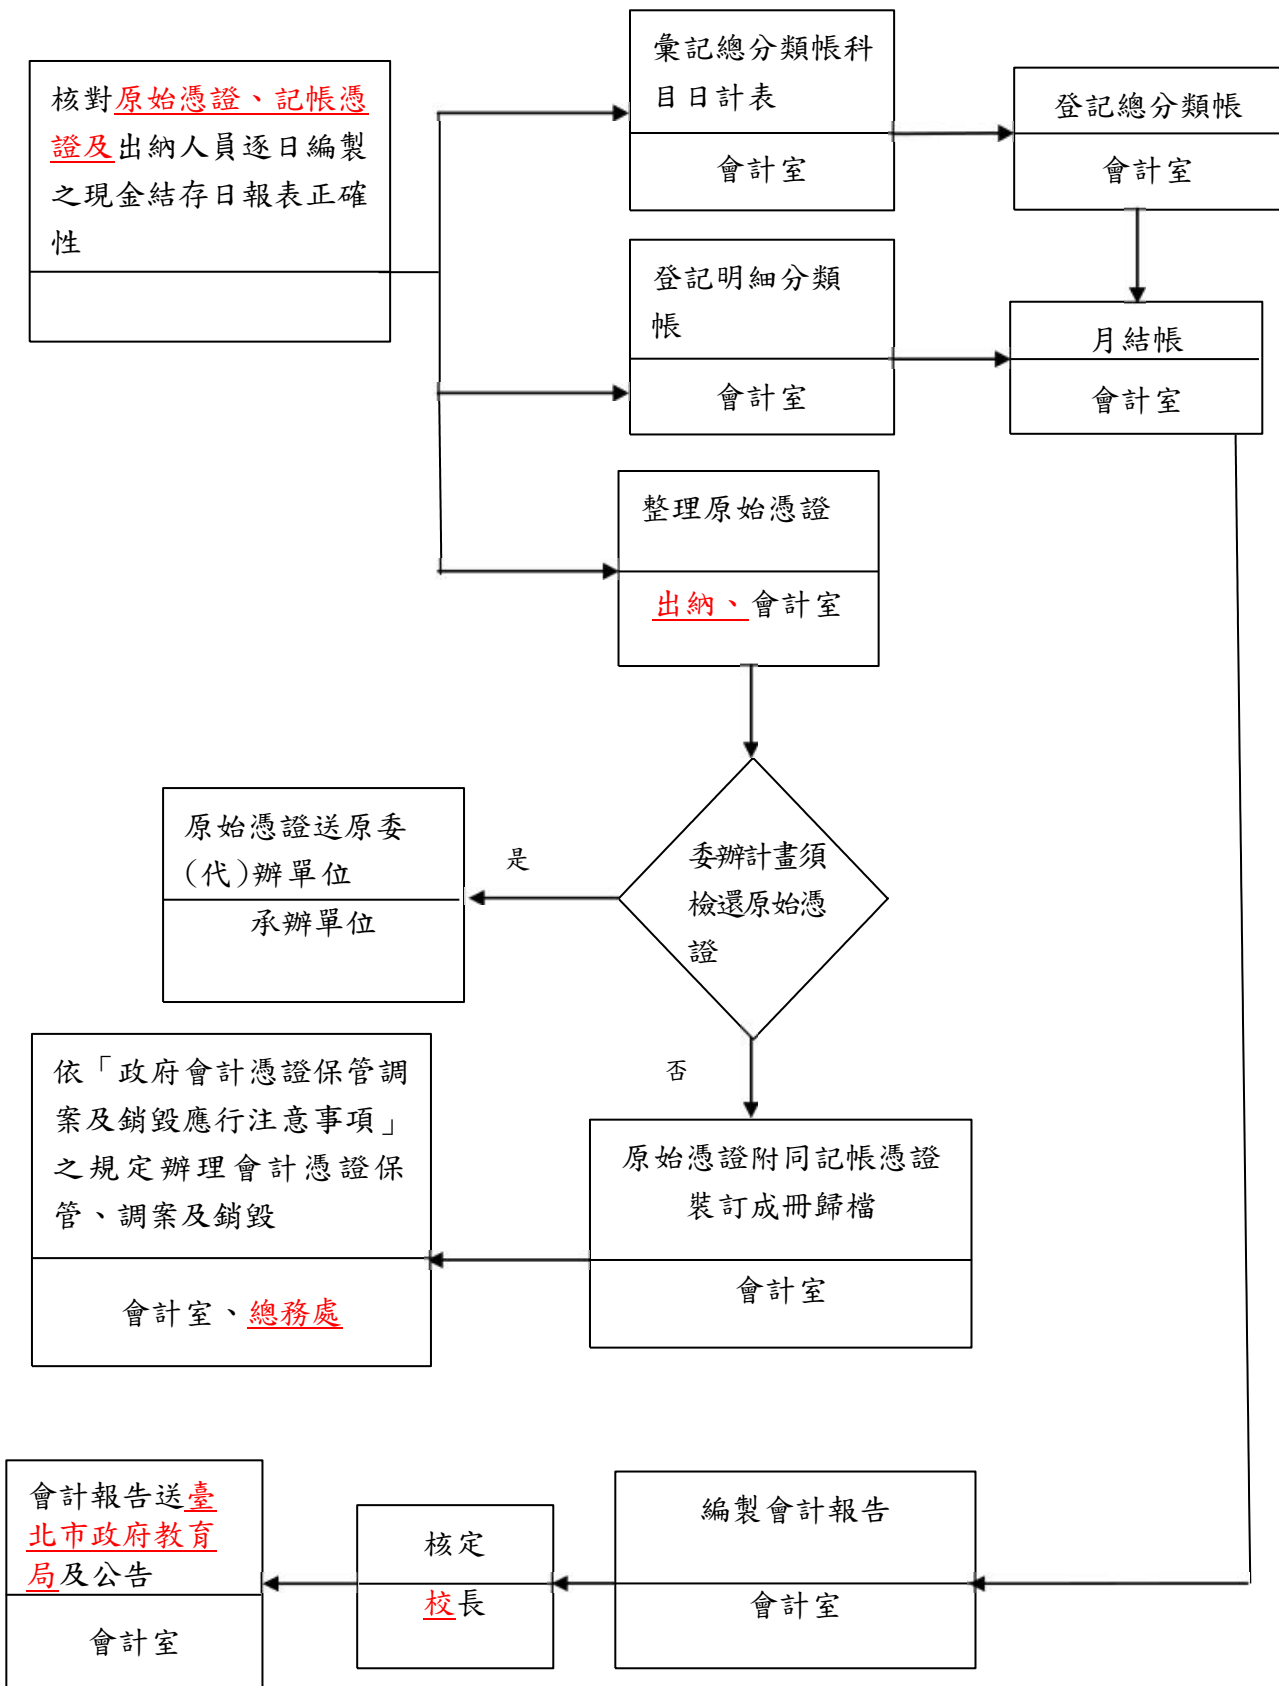 核對原始憑證、記帳憑
證及出納人員逐日編製
之現金結存日報表正確
性
彙記總分類帳科
目日計表
會計室
登記總分類帳
會計室
登記明細分類
帳
會計室
月結帳
會計室
整理原始憑證
出納、會計室
委辦計畫須
檢還原始憑
證
是
原始憑證送原委
(代)辦單位
承辦單位
否
原始憑證附同記帳憑證
裝訂成冊歸檔
會計室
依「政府會計憑證保管調
案及銷毀應行注意事項」
之規定辦理會計憑證保
管、調案及銷毀
會計室、總務處
編製會計報告
會計室
核定
校長
會計報告送臺
北市政府教育
局及公告
會計室